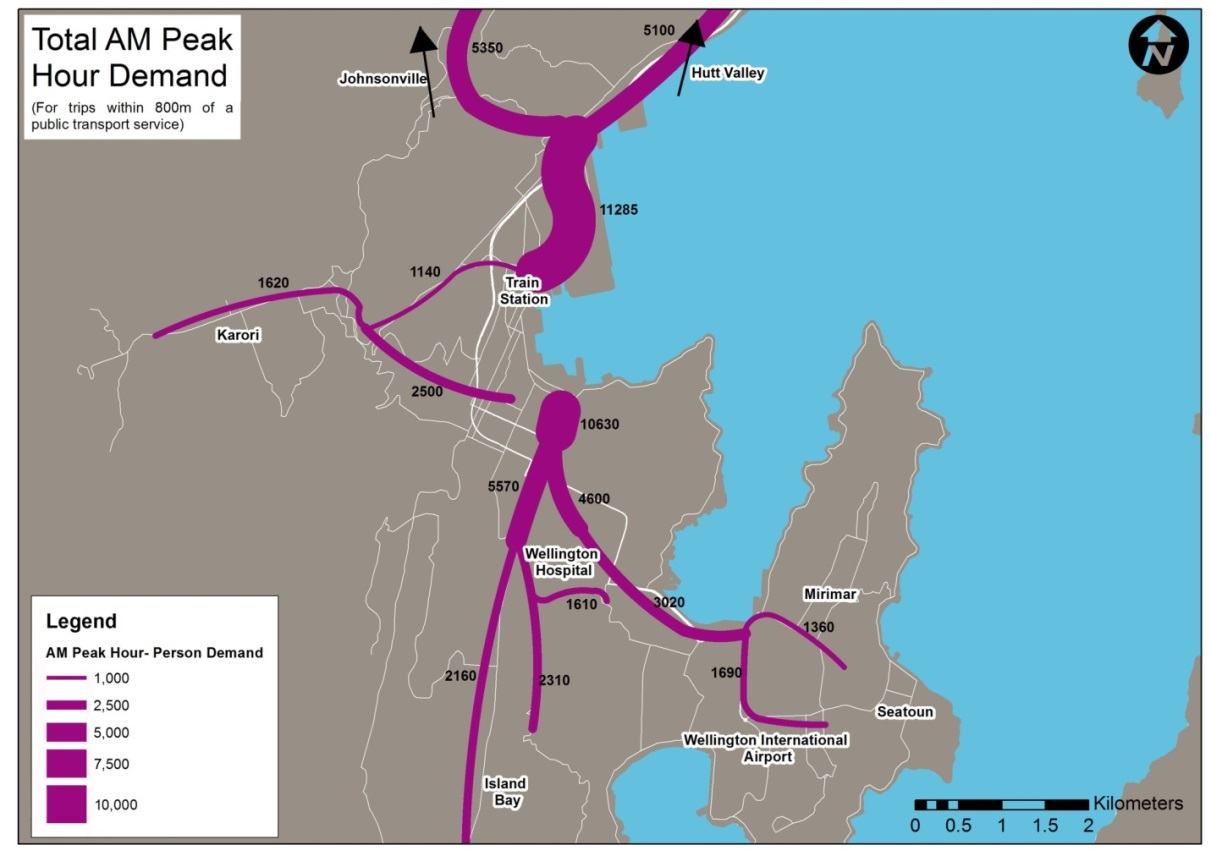 Total AM Peak
Hour Demand
(For trips within 800m of a
public transport service)
5350
5100
Johnsonville
Hutt Valley
N
11285
1620
1140
Train
Station
Karori
2500
10630
5570
4600
Wellington
Hospital
1610
3020
Mirimar
1360
2160
2310
1690
Seatoun
Wellington International
Airport
Island
Bay
Legend
AM Peak Hour- Person Demand
1,000
2,500
5,000
7,500
10,000
Kilometers
0 0.5 1 1.5 2